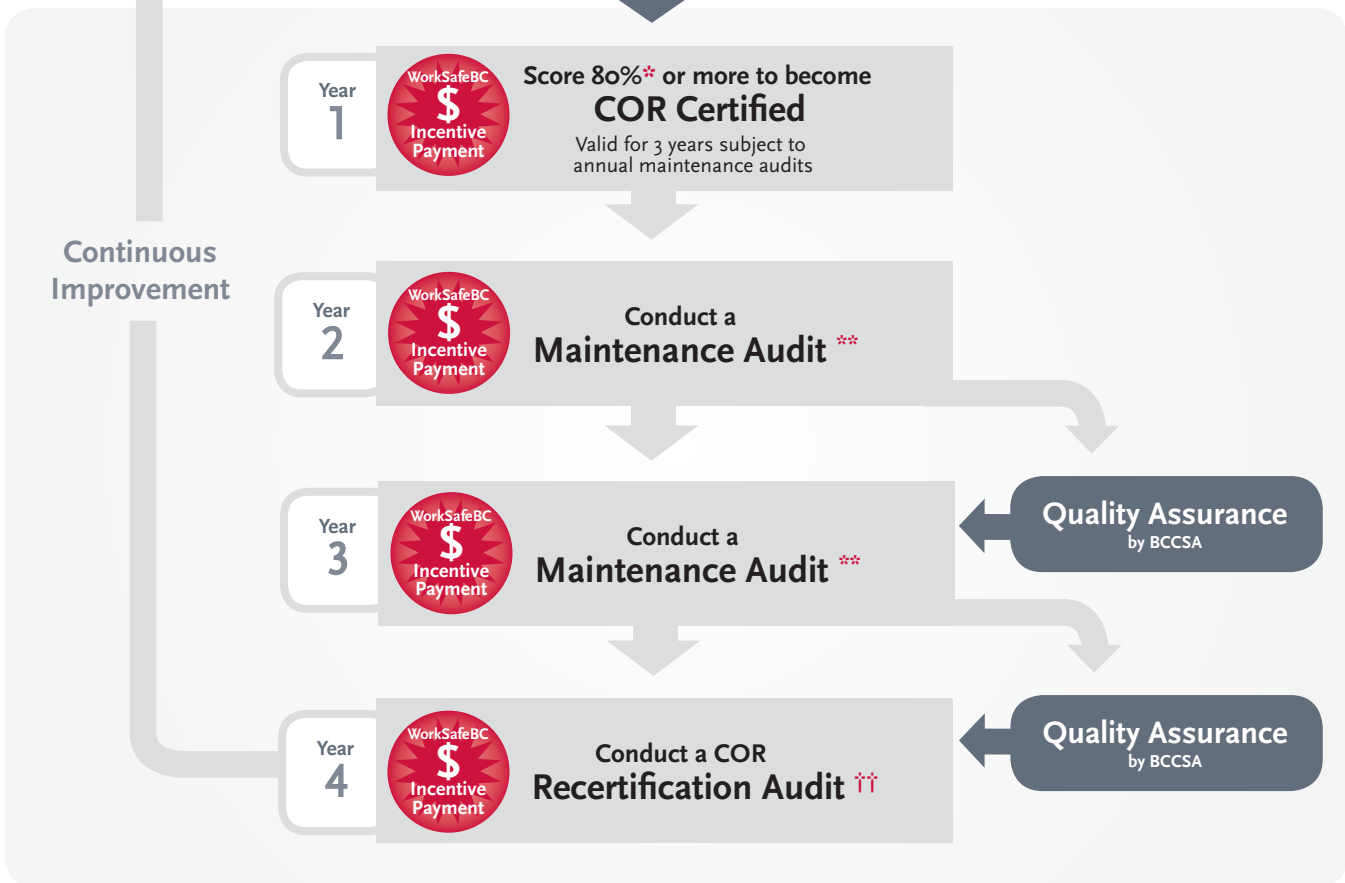 Year
1
WorkSafeBC
$
Incentive
Payment
Score 80%* or more to become
COR Certified
Valid for 3 years subject to
annual maintenance audits
Continuous
Improvement
Year
2
WorkSafeBC
$
Incentive
Payment
Conduct a
Maintenance Audit **
Year
3
WorkSafeBC
$
Incentive
Payment
Conduct a
Maintenance Audit **
Quality Assurance
by BCCSA
Year
4
WorkSafeBC
$
Incentive
Payment
Conduct a COR
Recertification Audit ††
Quality Assurance
by BCCSA